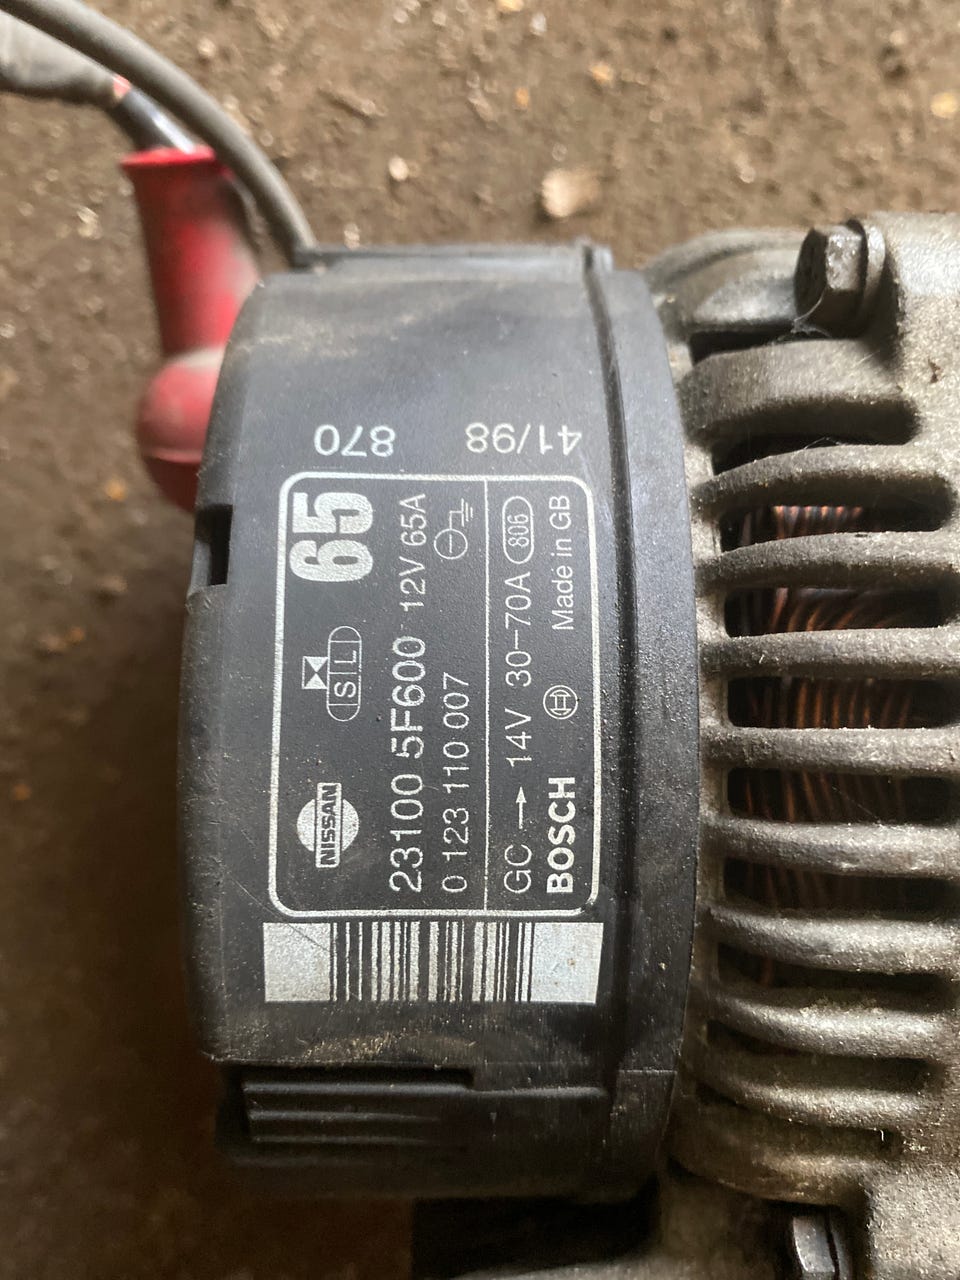 NISSAN
S L
65
23100 5F600 12V 65A
0 123 110 007
GC → 14V 30-70A 806
BOSCH
Made in GB
870
41/98